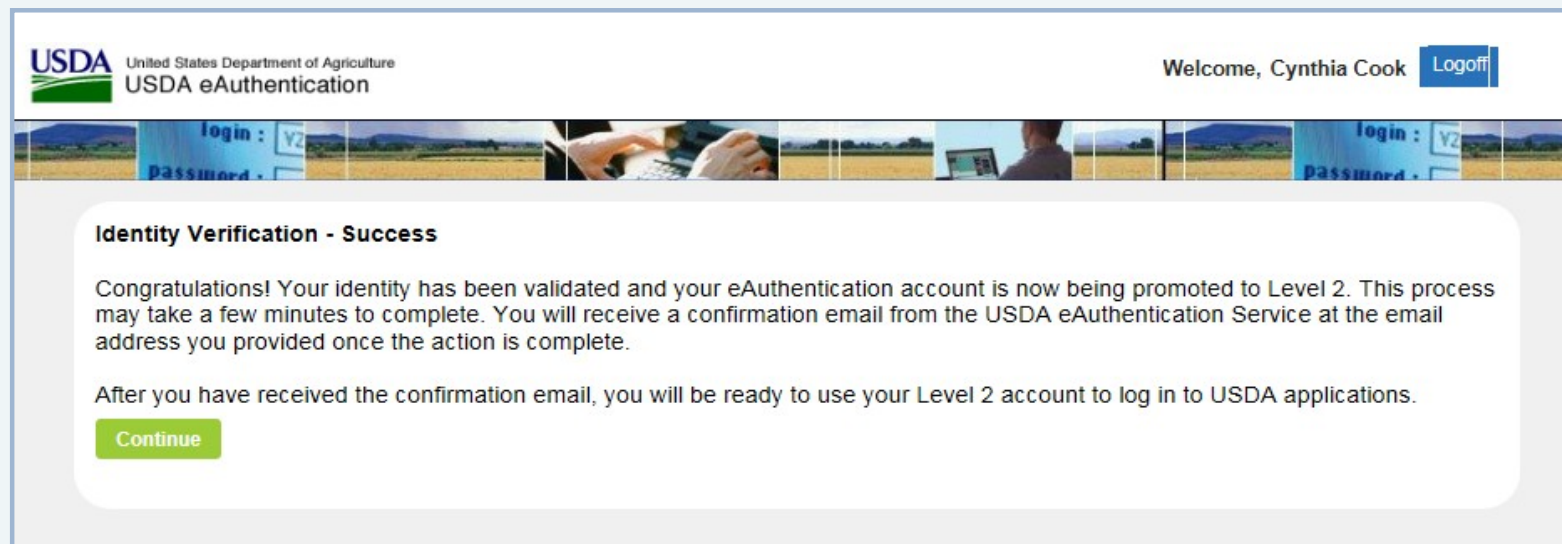 USDA United States Department of Agriculture
USDA eAuthentication
Welcome, Cynthia Cook Logoff
login : YZ login : YZ
password : password :
Identity Verification - Success
Congratulations! Your identity has been validated and your eAuthentication account is now being promoted to Level 2. This process
may take a few minutes to complete. You will receive a confirmation email from the USDA eAuthentication Service at the email
address you provided once the action is complete.
After you have received the confirmation email, you will be ready to use your Level 2 account to log in to USDA applications.
Continue